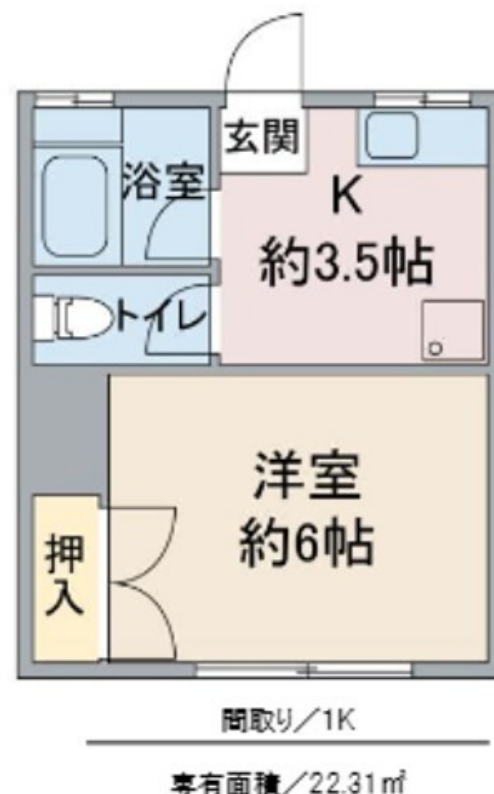 玄関
浴室
K
約3.5帖
トイレ
洋室
約6帖
押
入
間取り／1K
専有面積／22.31㎡